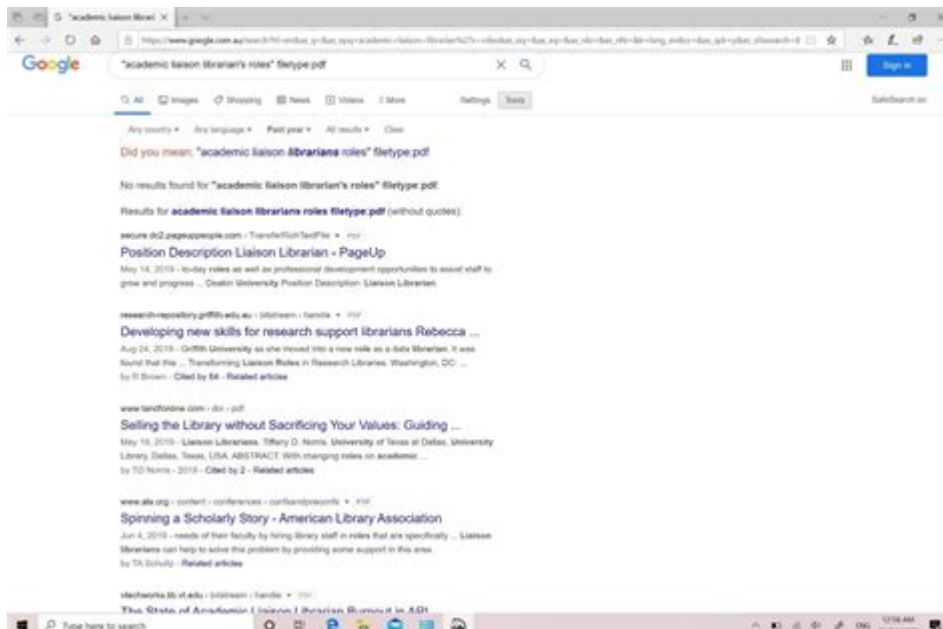 "academic liaison librari
Google
"academic liaison librarian's roles" filetype:pdf
Sign in
All Images Shopping News Videos More Settings Tools
SafeSearch on
Any country Any language Past year All results Clear
Did you mean: "academic liaison librarians roles" filetype:pdf
No results found for "academic liaison librarian's roles" filetype:pdf.
Results for academic liaison librarians roles filetype:pdf (without quotes):
secure.dc2.pageuppeople.com › TransferRichTextFile PDF
Position Description Liaison Librarian - PageUp
May 14, 2019 - to-day roles as well as professional development opportunities to assist staff to
grow and progress ... Deakin University Position Description: Liaison Librarian.
research-repository.griffith.edu.au › bitstream › handle PDF
Developing new skills for research support librarians Rebecca ...
Aug 24, 2019 - Griffith University as she moved into a new role as a data librarian. It was
found that this ... Transforming Liaison Roles in Research Libraries. Washington, DC: ...
by R Brown - Cited by 64 - Related articles
www.tandfonline.com › doi › pdf
Selling the Library without Sacrificing Your Values: Guiding ...
May 19, 2019 - Liaison Librarians. Tiffany D. Norris. University of Texas at Dallas, University
Library, Dallas, Texas, USA. ABSTRACT. With changing roles on academic ...
by TD Norris - 2019 - Cited by 2 - Related articles
www.ala.org › content › conferences › confsandpreconfs PDF
Spinning a Scholarly Story - American Library Association
Jun 4, 2019 - needs of their faculty by hiring library staff in roles that are specifically ... Liaison
librarians can help to solve this problem by providing some support in this area.
by TA Schultz - Related articles
vtechworks.lib.vt.edu › bitstream › handle PDF
The State of Academic Liaison Librarian Burnout in ARL
Type here to search
ENG
12:58 AM